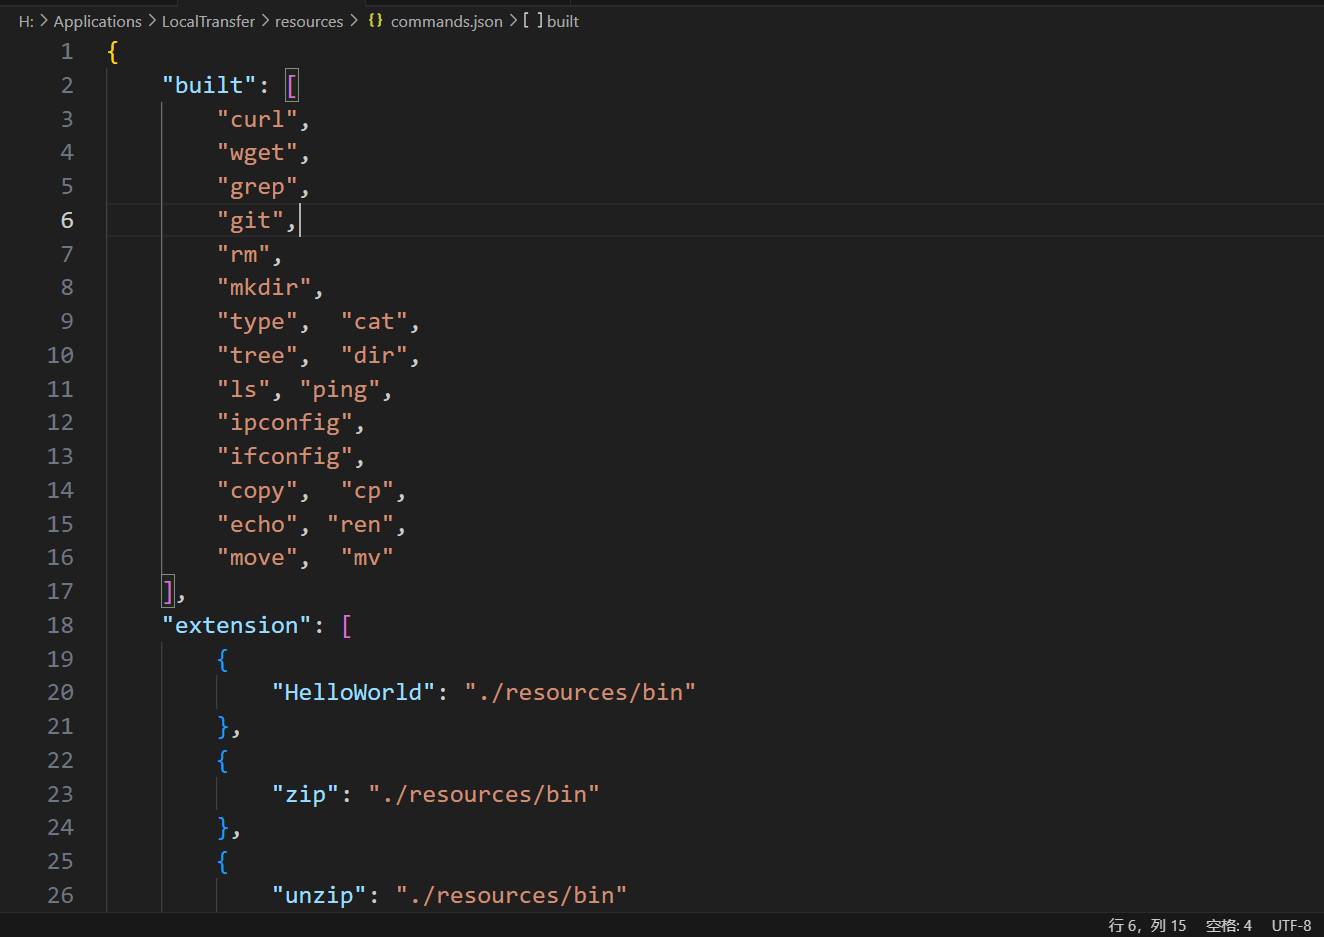 H: > Applications > LocalTransfer > resources > {} commands.json > [ ] built
1 {
2 "built": [
3 "curl",
4 "wget",
5 "grep",
6 "git",
7 "rm",
8 "mkdir",
9 "type",  "cat",
10 "tree",  "dir",
11 "ls", "ping",
12 "ipconfig",
13 "ifconfig",
14 "copy",  "cp",
15 "echo", "ren",
16 "move",  "mv"
17 ],
18 "extension": [
19 {
20 "HelloWorld": "./resources/bin"
21 },
22 {
23 "zip": "./resources/bin"
24 },
25 {
26 "unzip": "./resources/bin"
行 6，列 15 空格: 4 UTF-8